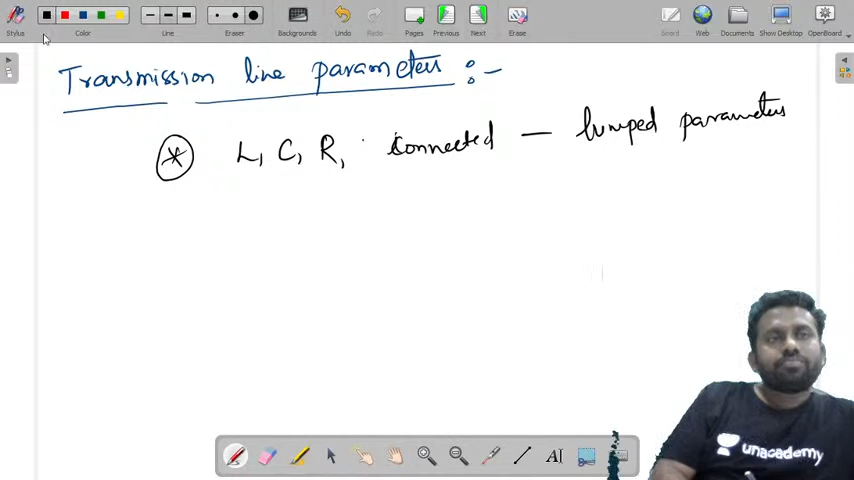 Stylus
Color
Line
Eraser
Backgrounds
Undo
Redo
Pages
Previous
Next
Erase
Board
Web
Documents
Show Desktop
OpenBoard
Transmission line parameters :-
* L, C, R, connected — lumped parameters
unacademy